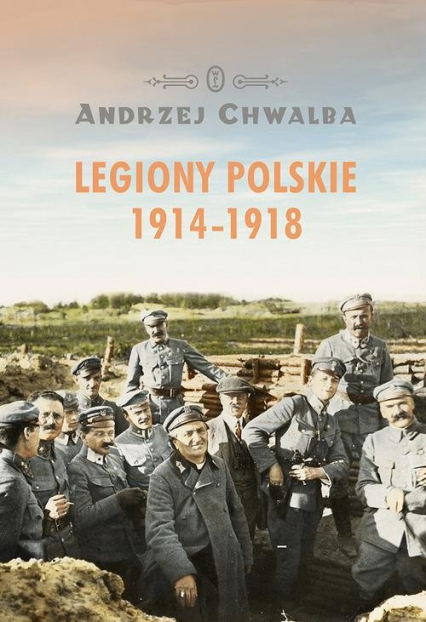 ANDRZEJ CHWALBA
LEGIONY POLSKIE
1914-1918